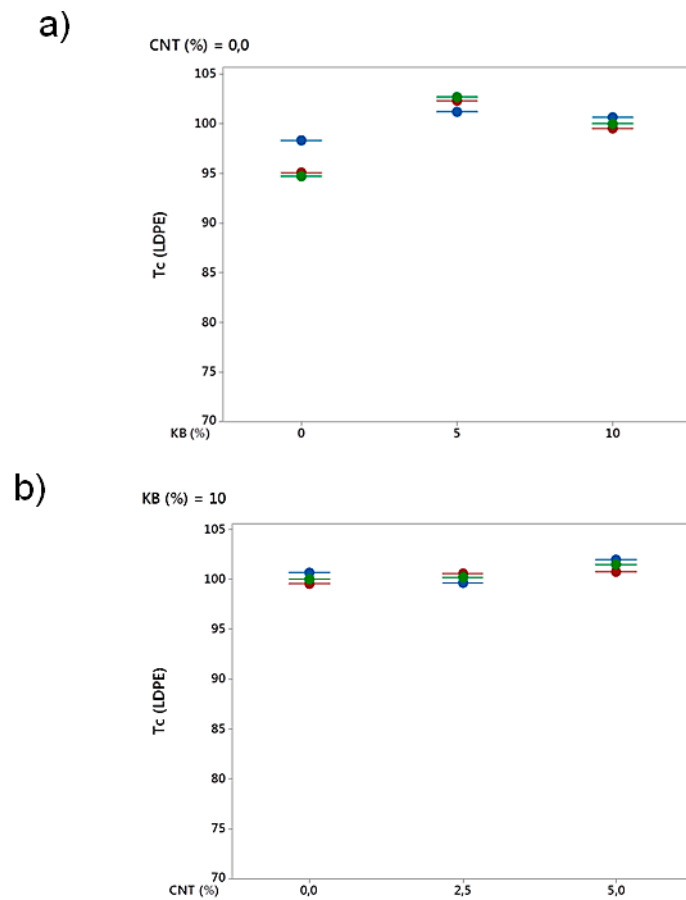 a)
CNT (%) = 0,0
105
100
95
90
85
80
75
70
Tc (LDPE)
KB (%)
0 5 10
b)
KB (%) = 10
105
100
95
90
85
80
75
70
Tc (LDPE)
CNT (%)
0,0 2,5 5,0